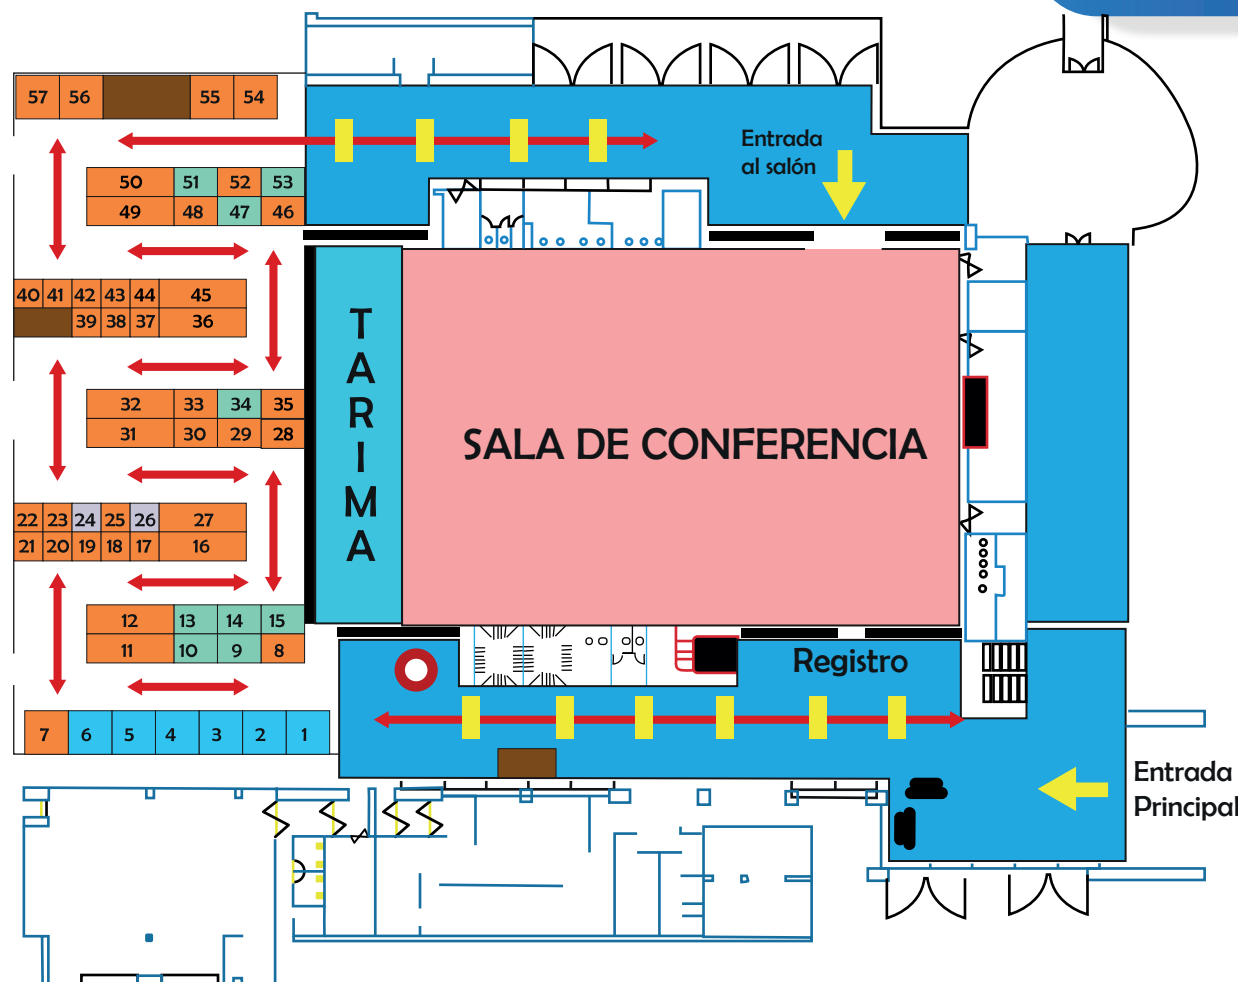 57 56 55 54
Entrada
al salón
50 51 52 53
49 48 47 46
40 41 42 43 44 45
39 38 37 36
T
A
R
I
M
A
32 33 34 35
31 30 29 28
SALA DE CONFERENCIA
22 23 24 25 26 27
21 20 19 18 17 16
12 13 14 15
11 10 9 8
Registro
7 6 5 4 3 2 1
Entrada
Principal